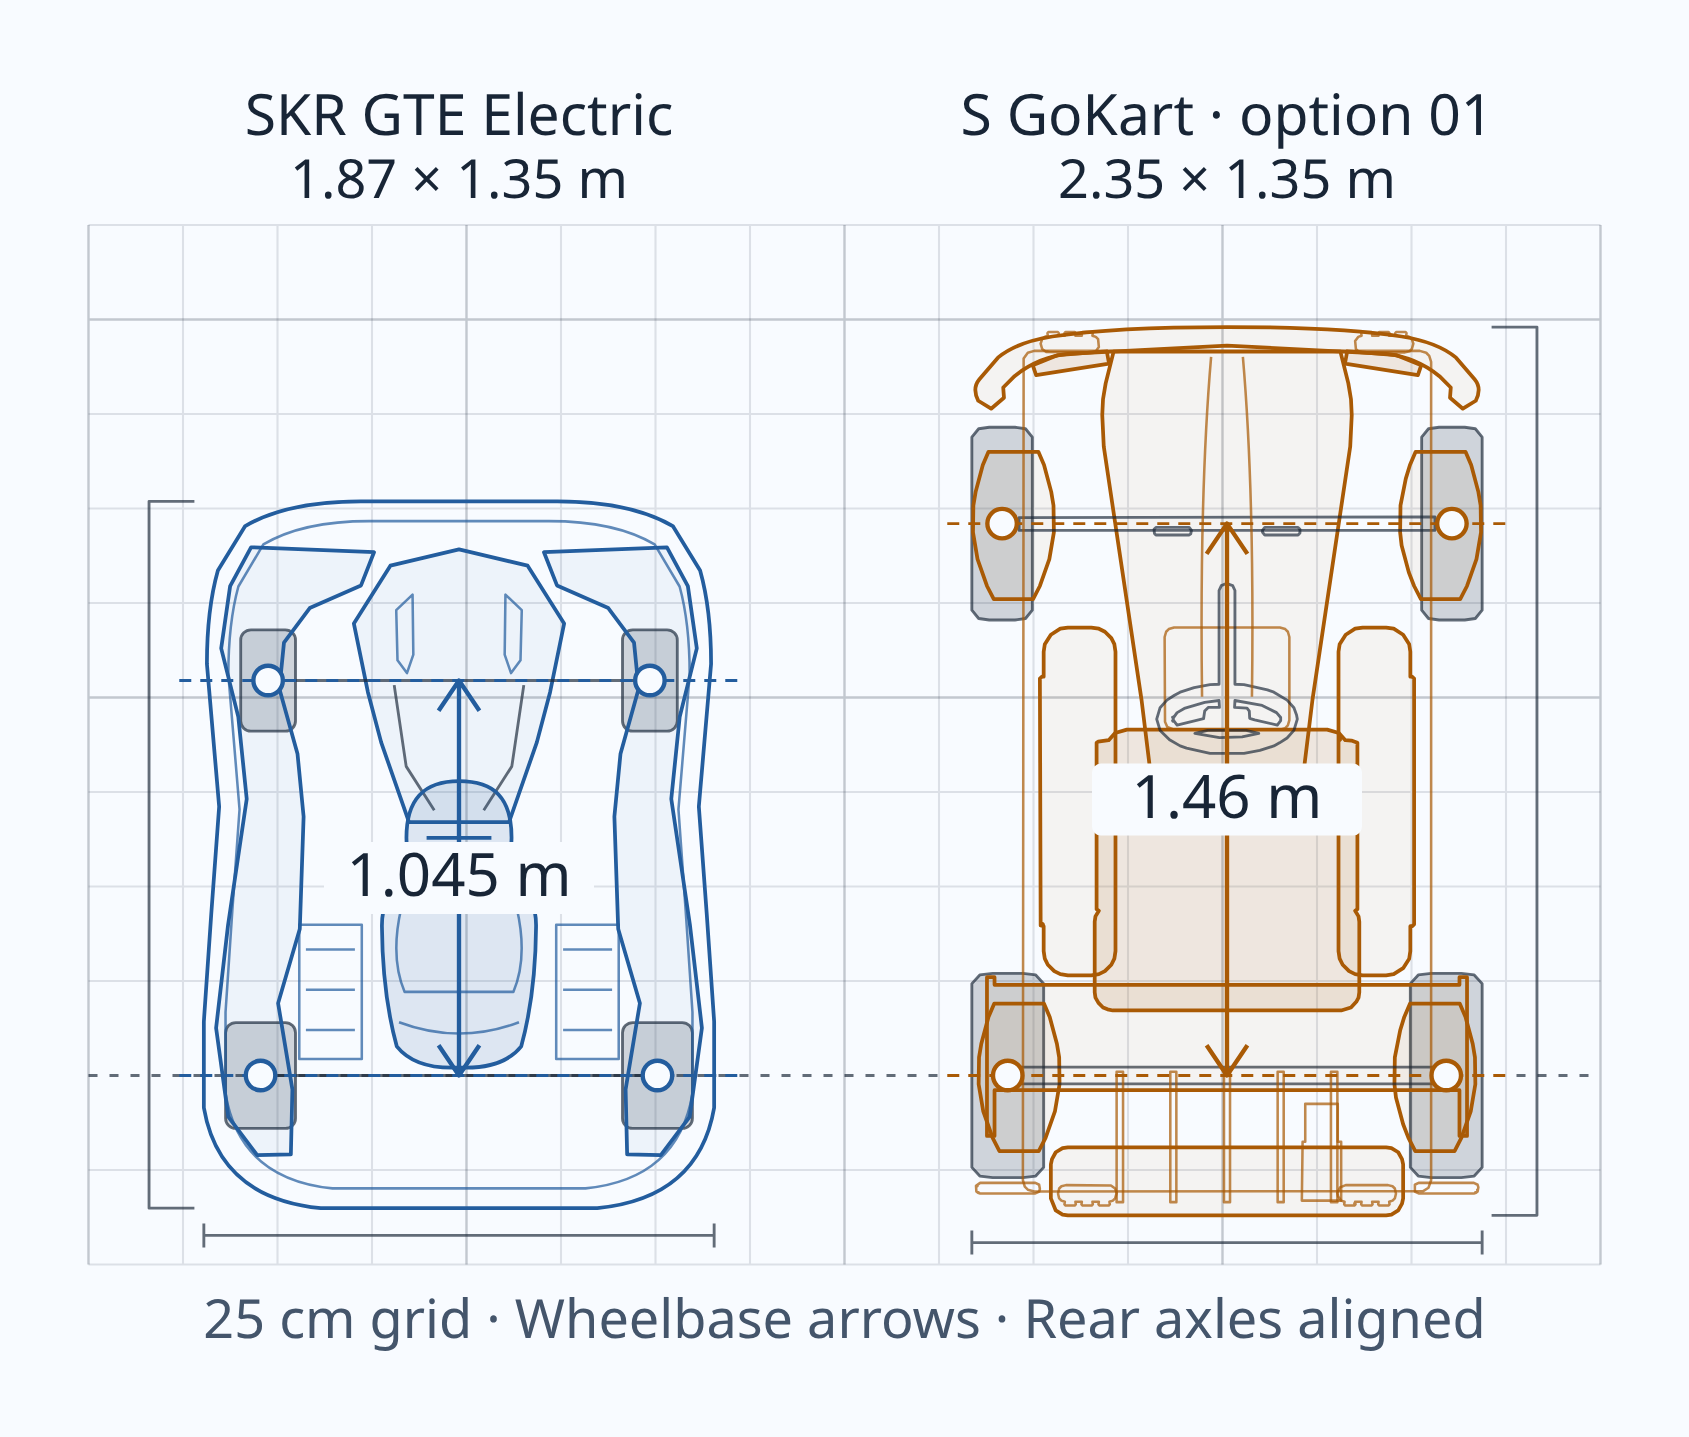 SKR GTE Electric
1.87 × 1.35 m
S GoKart · option 01
2.35 × 1.35 m
1.045 m
1.46 m
25 cm grid · Wheelbase arrows · Rear axles aligned